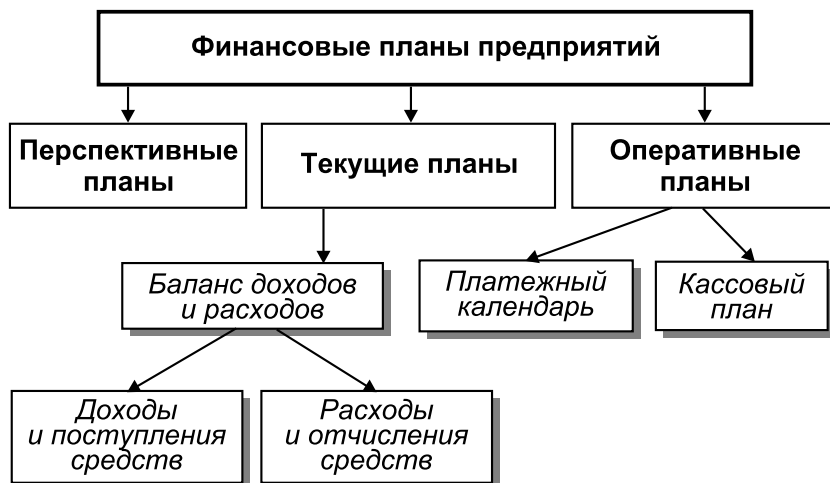 Финансовые планы предприятий
Перспективные
планы
Текущие планы
Оперативные
планы
Баланс доходов
и расходов
Платежный
календарь
Кассовый
план
Доходы
и поступления
средств
Расходы
и отчисления
средств